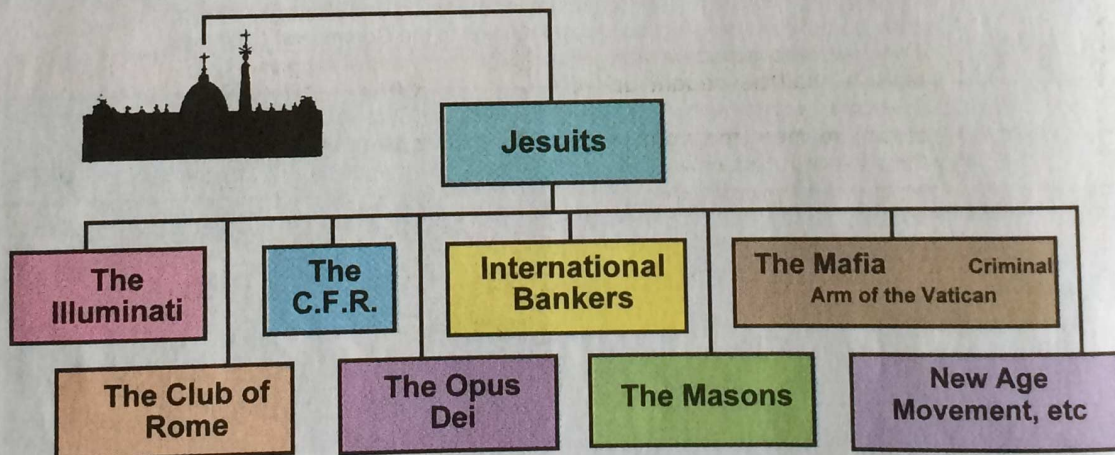 Jesuits
The
Illuminati
The
C.F.R.
International
Bankers
The Mafia Criminal
Arm of the Vatican
The Club of
Rome
The Opus
Dei
The Masons
New Age
Movement, etc